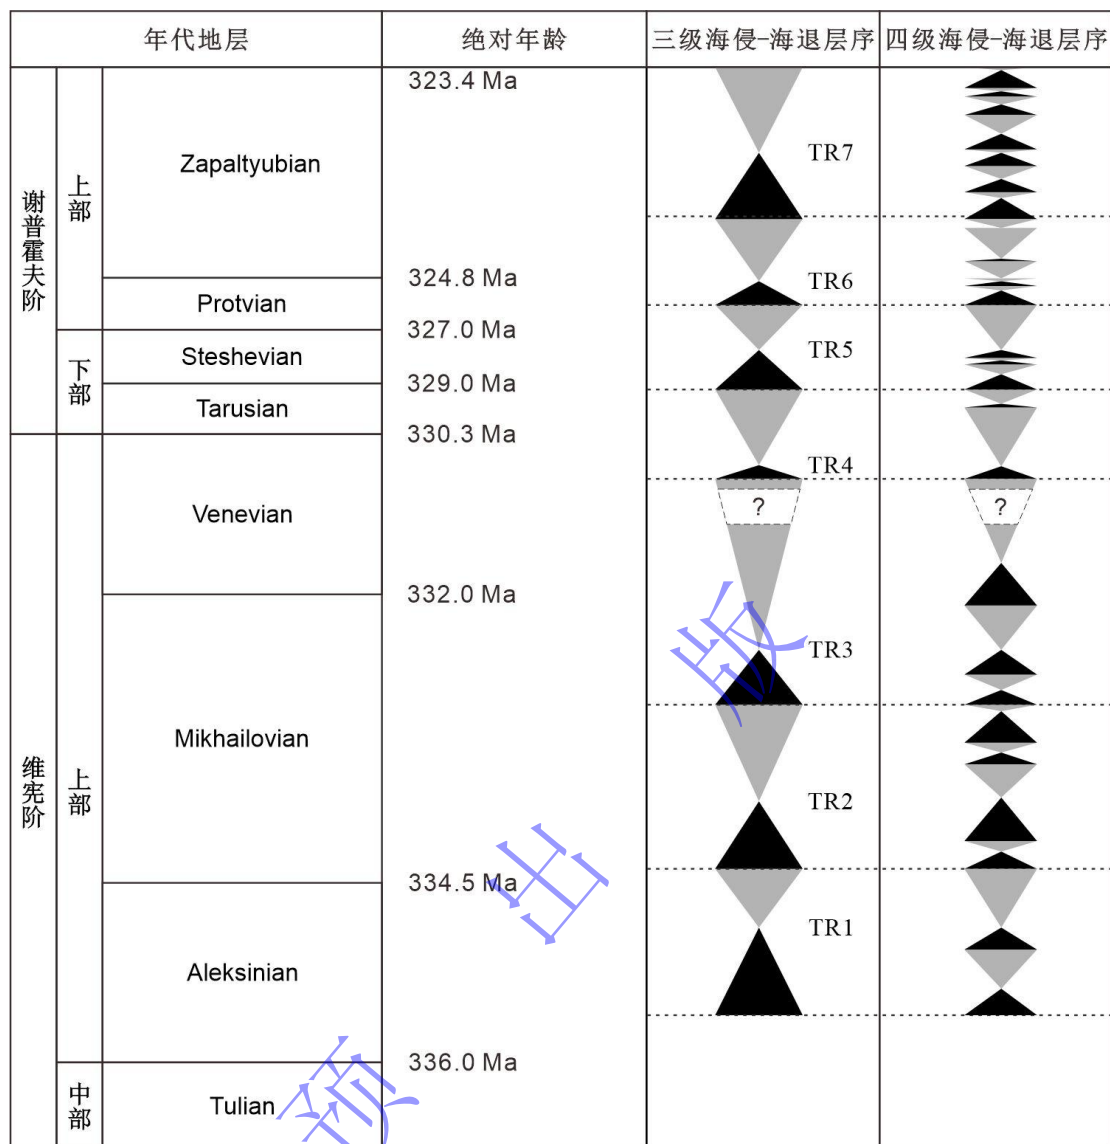 年代地层 绝对年龄 三级海侵-海退层序 四级海侵-海退层序
323.4 Ma
Zapaltyubian
TR7
上部
谢普霍夫阶
324.8 Ma
TR6
Protvian
327.0 Ma
Steshevian
TR5
下部
329.0 Ma
Tarusian
330.3 Ma
TR4
? ?
Venevian
332.0 Ma
TR3
Mikhailovian
维宪阶
上部
TR2
334.5 Ma
TR1
Aleksinian
336.0 Ma
中部
Tulian
预出版